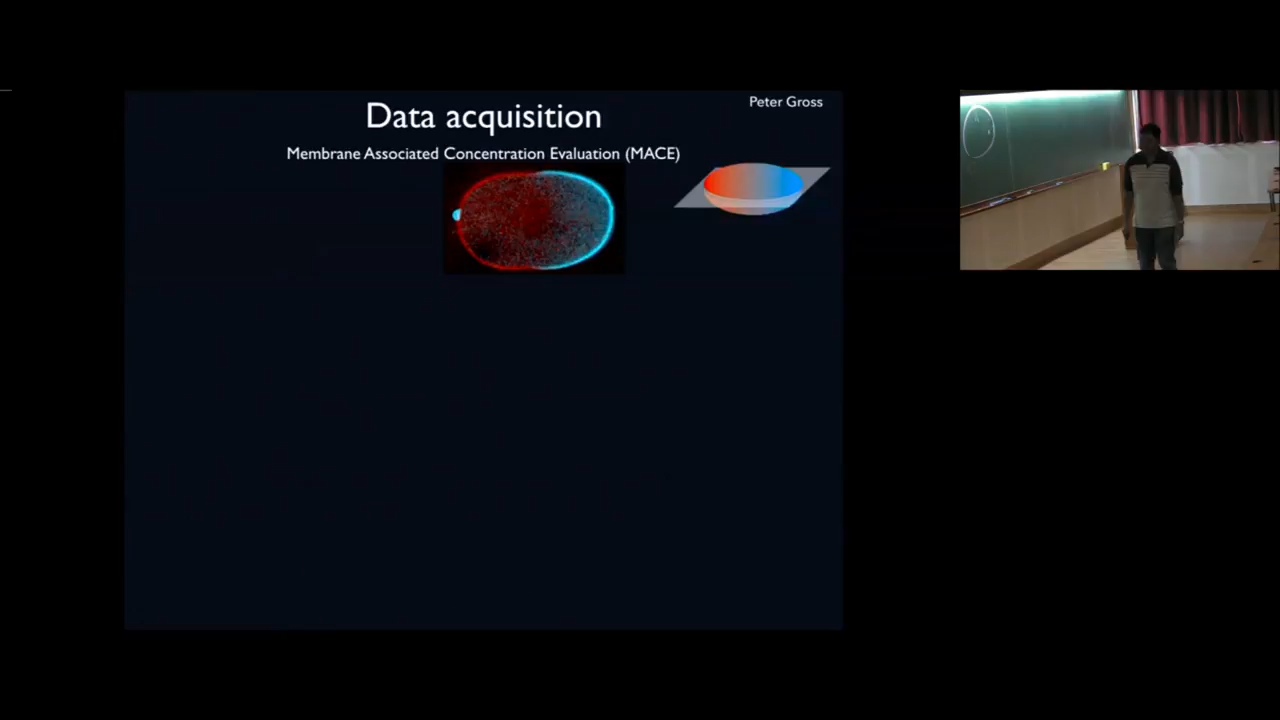 Peter Gross
Data acquisition
Membrane Associated Concentration Evaluation (MACE)